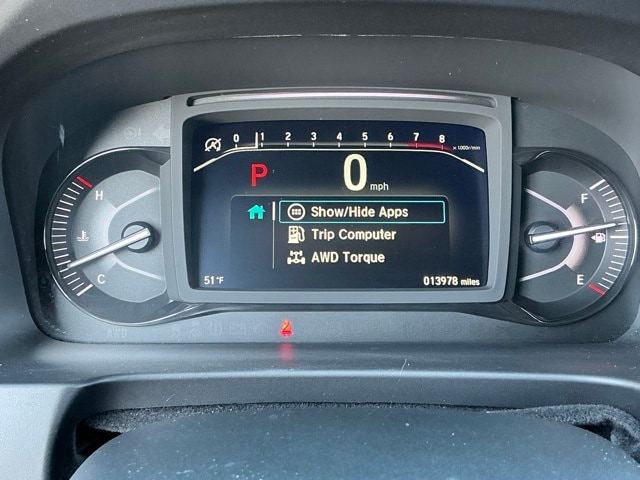 0 1 2 3 4 5 6 7 8 x 1000r/min
P 0
mph
H
C
Show/Hide Apps
Trip Computer
AWD Torque
51°F
013978 miles
F
E